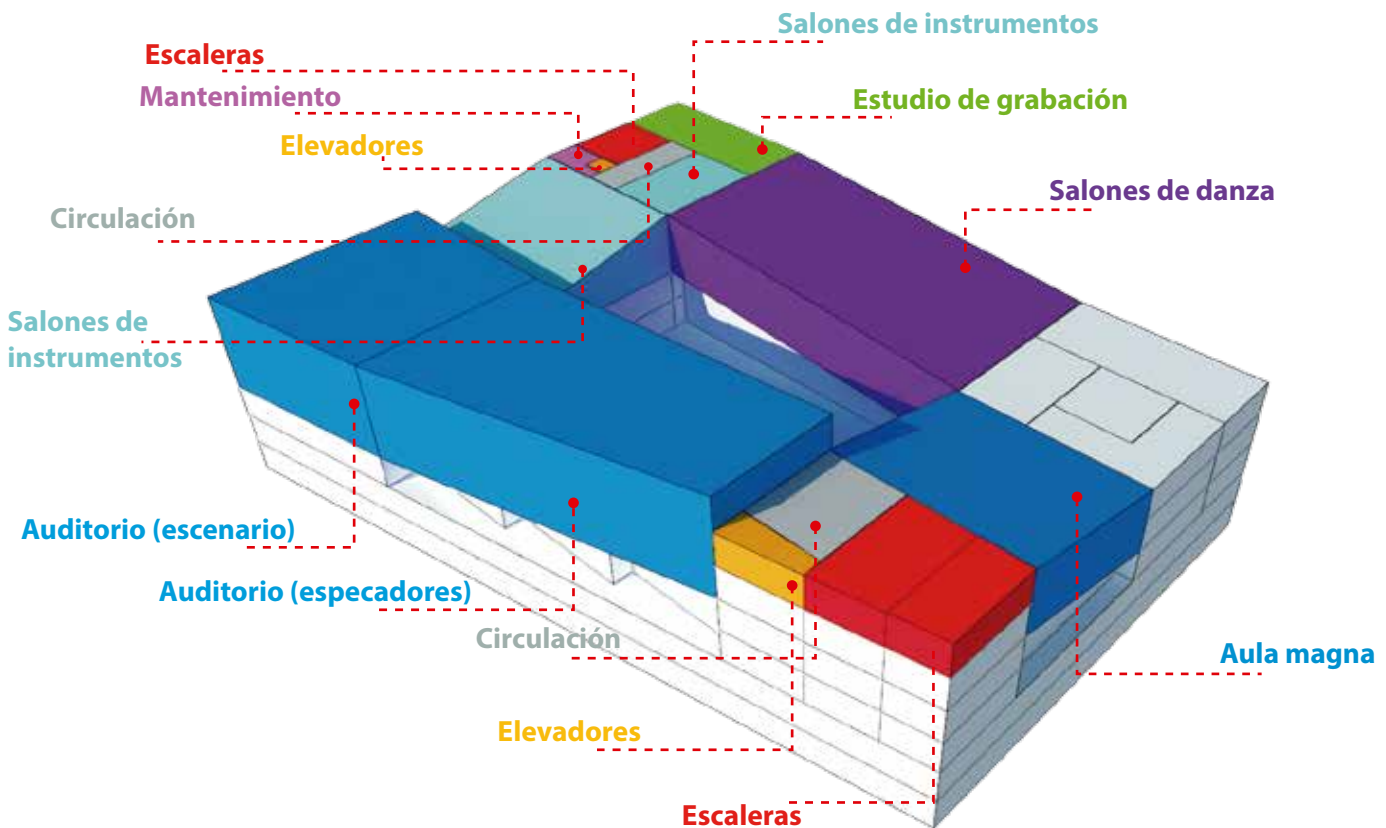 Salones de instrumentos
Escaleras
Mantenimiento
Estudio de grabación
Elevadores
Salones de danza
Circulación
Salones de
instrumentos
Auditorio (escenario)
Auditorio (especadores)
Circulación
Aula magna
Elevadores
Escaleras